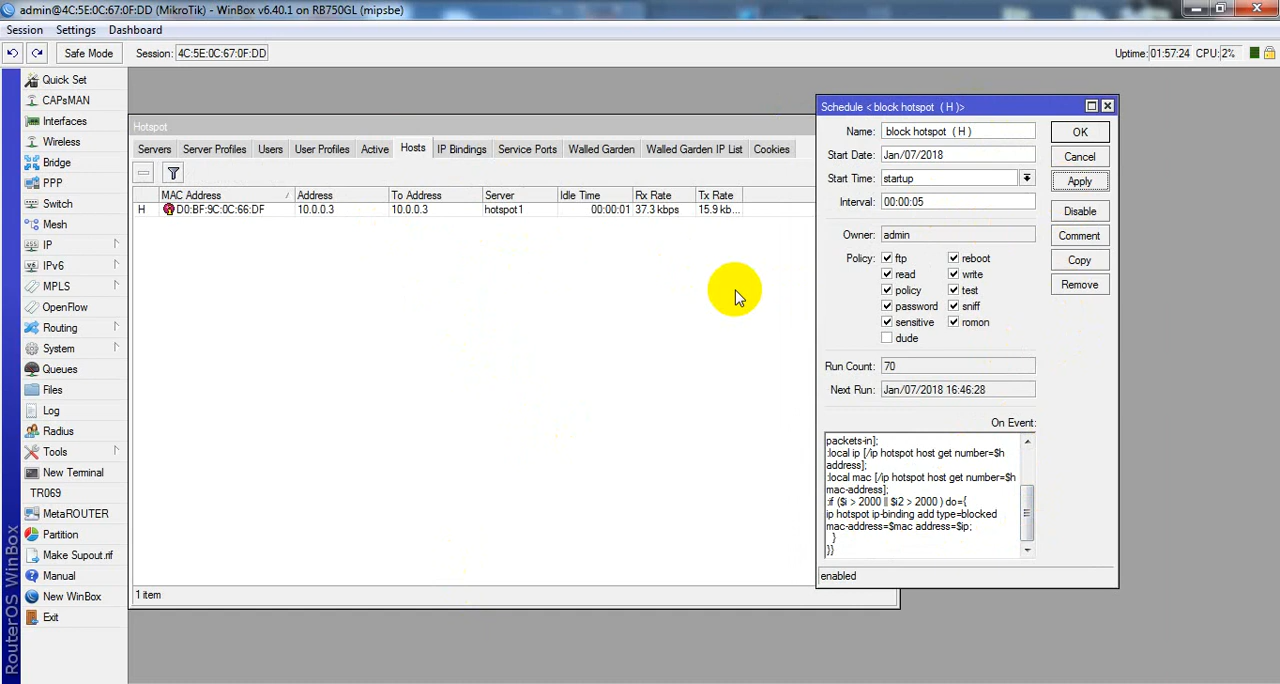 admin@4C:5E:0C:67:0F:DD (MikroTik) - WinBox v6.40.1 on RB750GL (mipsbe)
Session Settings Dashboard
Safe Mode Session: 4C:5E:0C:67:0F:DD Uptime: 01:57:24 CPU: 2%
Quick Set
CAPsMAN
Interfaces
Wireless
Bridge
PPP
Switch
Mesh
IP
IPv6
MPLS
OpenFlow
Routing
System
Queues
Files
Log
Radius
Tools
New Terminal
TR069
MetaROUTER
Partition
Make Supout.rif
Manual
New WinBox
Exit
RouterOS WinBox
Hotspot
Servers Server Profiles Users User Profiles Active Hosts IP Bindings Service Ports Walled Garden Walled Garden IP List Cookies
MAC Address Address To Address Server Idle Time Rx Rate Tx Rate
H D0:BF:9C:0C:66:DF 10.0.0.3 10.0.0.3 hotspot1 00:00:01 37.3 kbps 15.9 kb...
1 item
Schedule < block hotspot ( H )>
Name: block hotspot ( H ) OK
Start Date: Jan/07/2018 Cancel
Start Time: startup Apply
Interval: 00:00:05 Disable
Owner: admin Comment
Policy: ftp reboot Copy
read write
policy test Remove
password sniff
sensitive romon
dude
Run Count: 70
Next Run: Jan/07/2018 16:46:28
On Event:
packets-in];
:local ip [/ip hotspot host get number=$h
address];
:local mac [/ip hotspot host get number=$h
mac-address];
:if ($i > 2000 || $i2 > 2000 ) do={
ip hotspot ip-binding add type=blocked
mac-address=$mac address=$ip;
}
}}
enabled